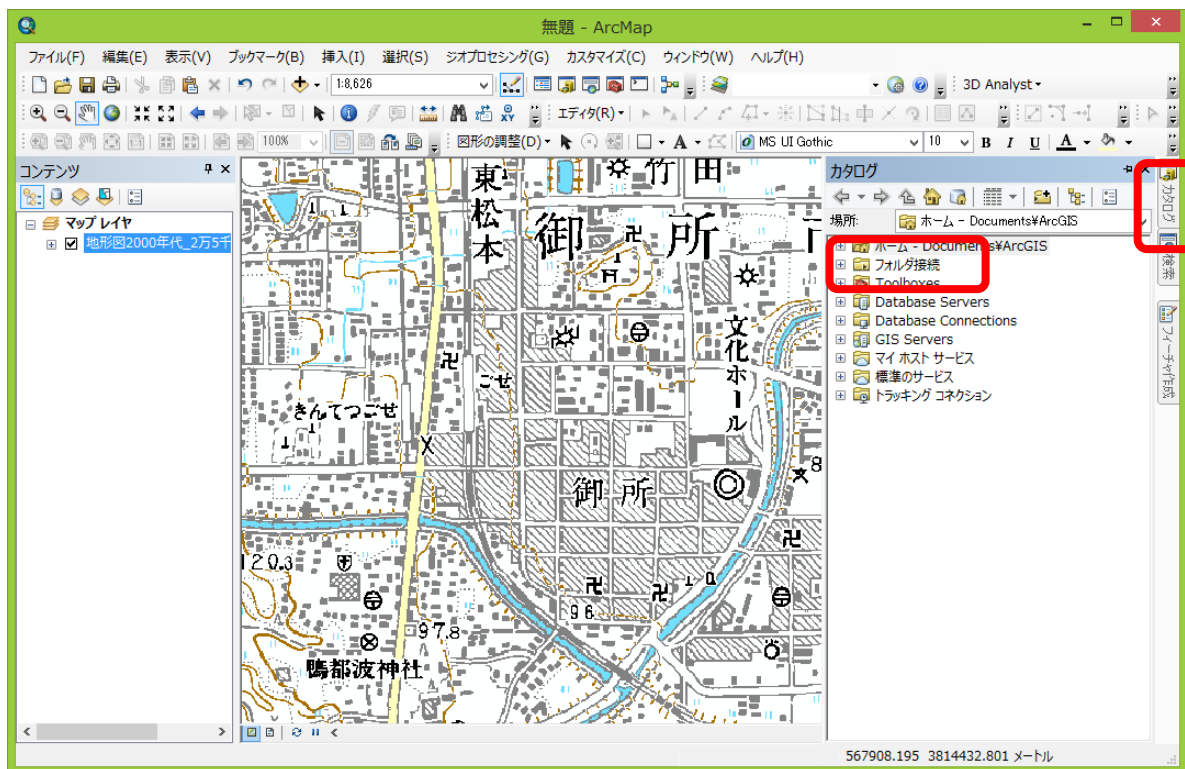 無題 - ArcMap
ファイル(F) 編集(E) 表示(V) ブックマーク(B) 挿入(I) 選択(S) ジオプロセシング(G) カスタマイズ(C) ウィンドウ(W) ヘルプ(H)
1:8,626
3D Analyst
エディタ(R)
100%
図形の調整(D)
A
MS UI Gothic
10
B I U A
コンテンツ
マップ レイヤ
地形図2000年代_2万5千
東松本
竹田
御所
文化ホール
ごせ
きんてつごせ
御所
120.3
96
97.8
鴨都波神社
8
カタログ
場所:
ホーム - Documents¥ArcGIS
ホーム - Documents¥ArcGIS
フォルダ接続
Toolboxes
Database Servers
Database Connections
GIS Servers
マイ ホスト サービス
標準のサービス
トラッキング コネクション
カタログ
検索
フィーチャ作成
567908.195 3814432.801 メートル